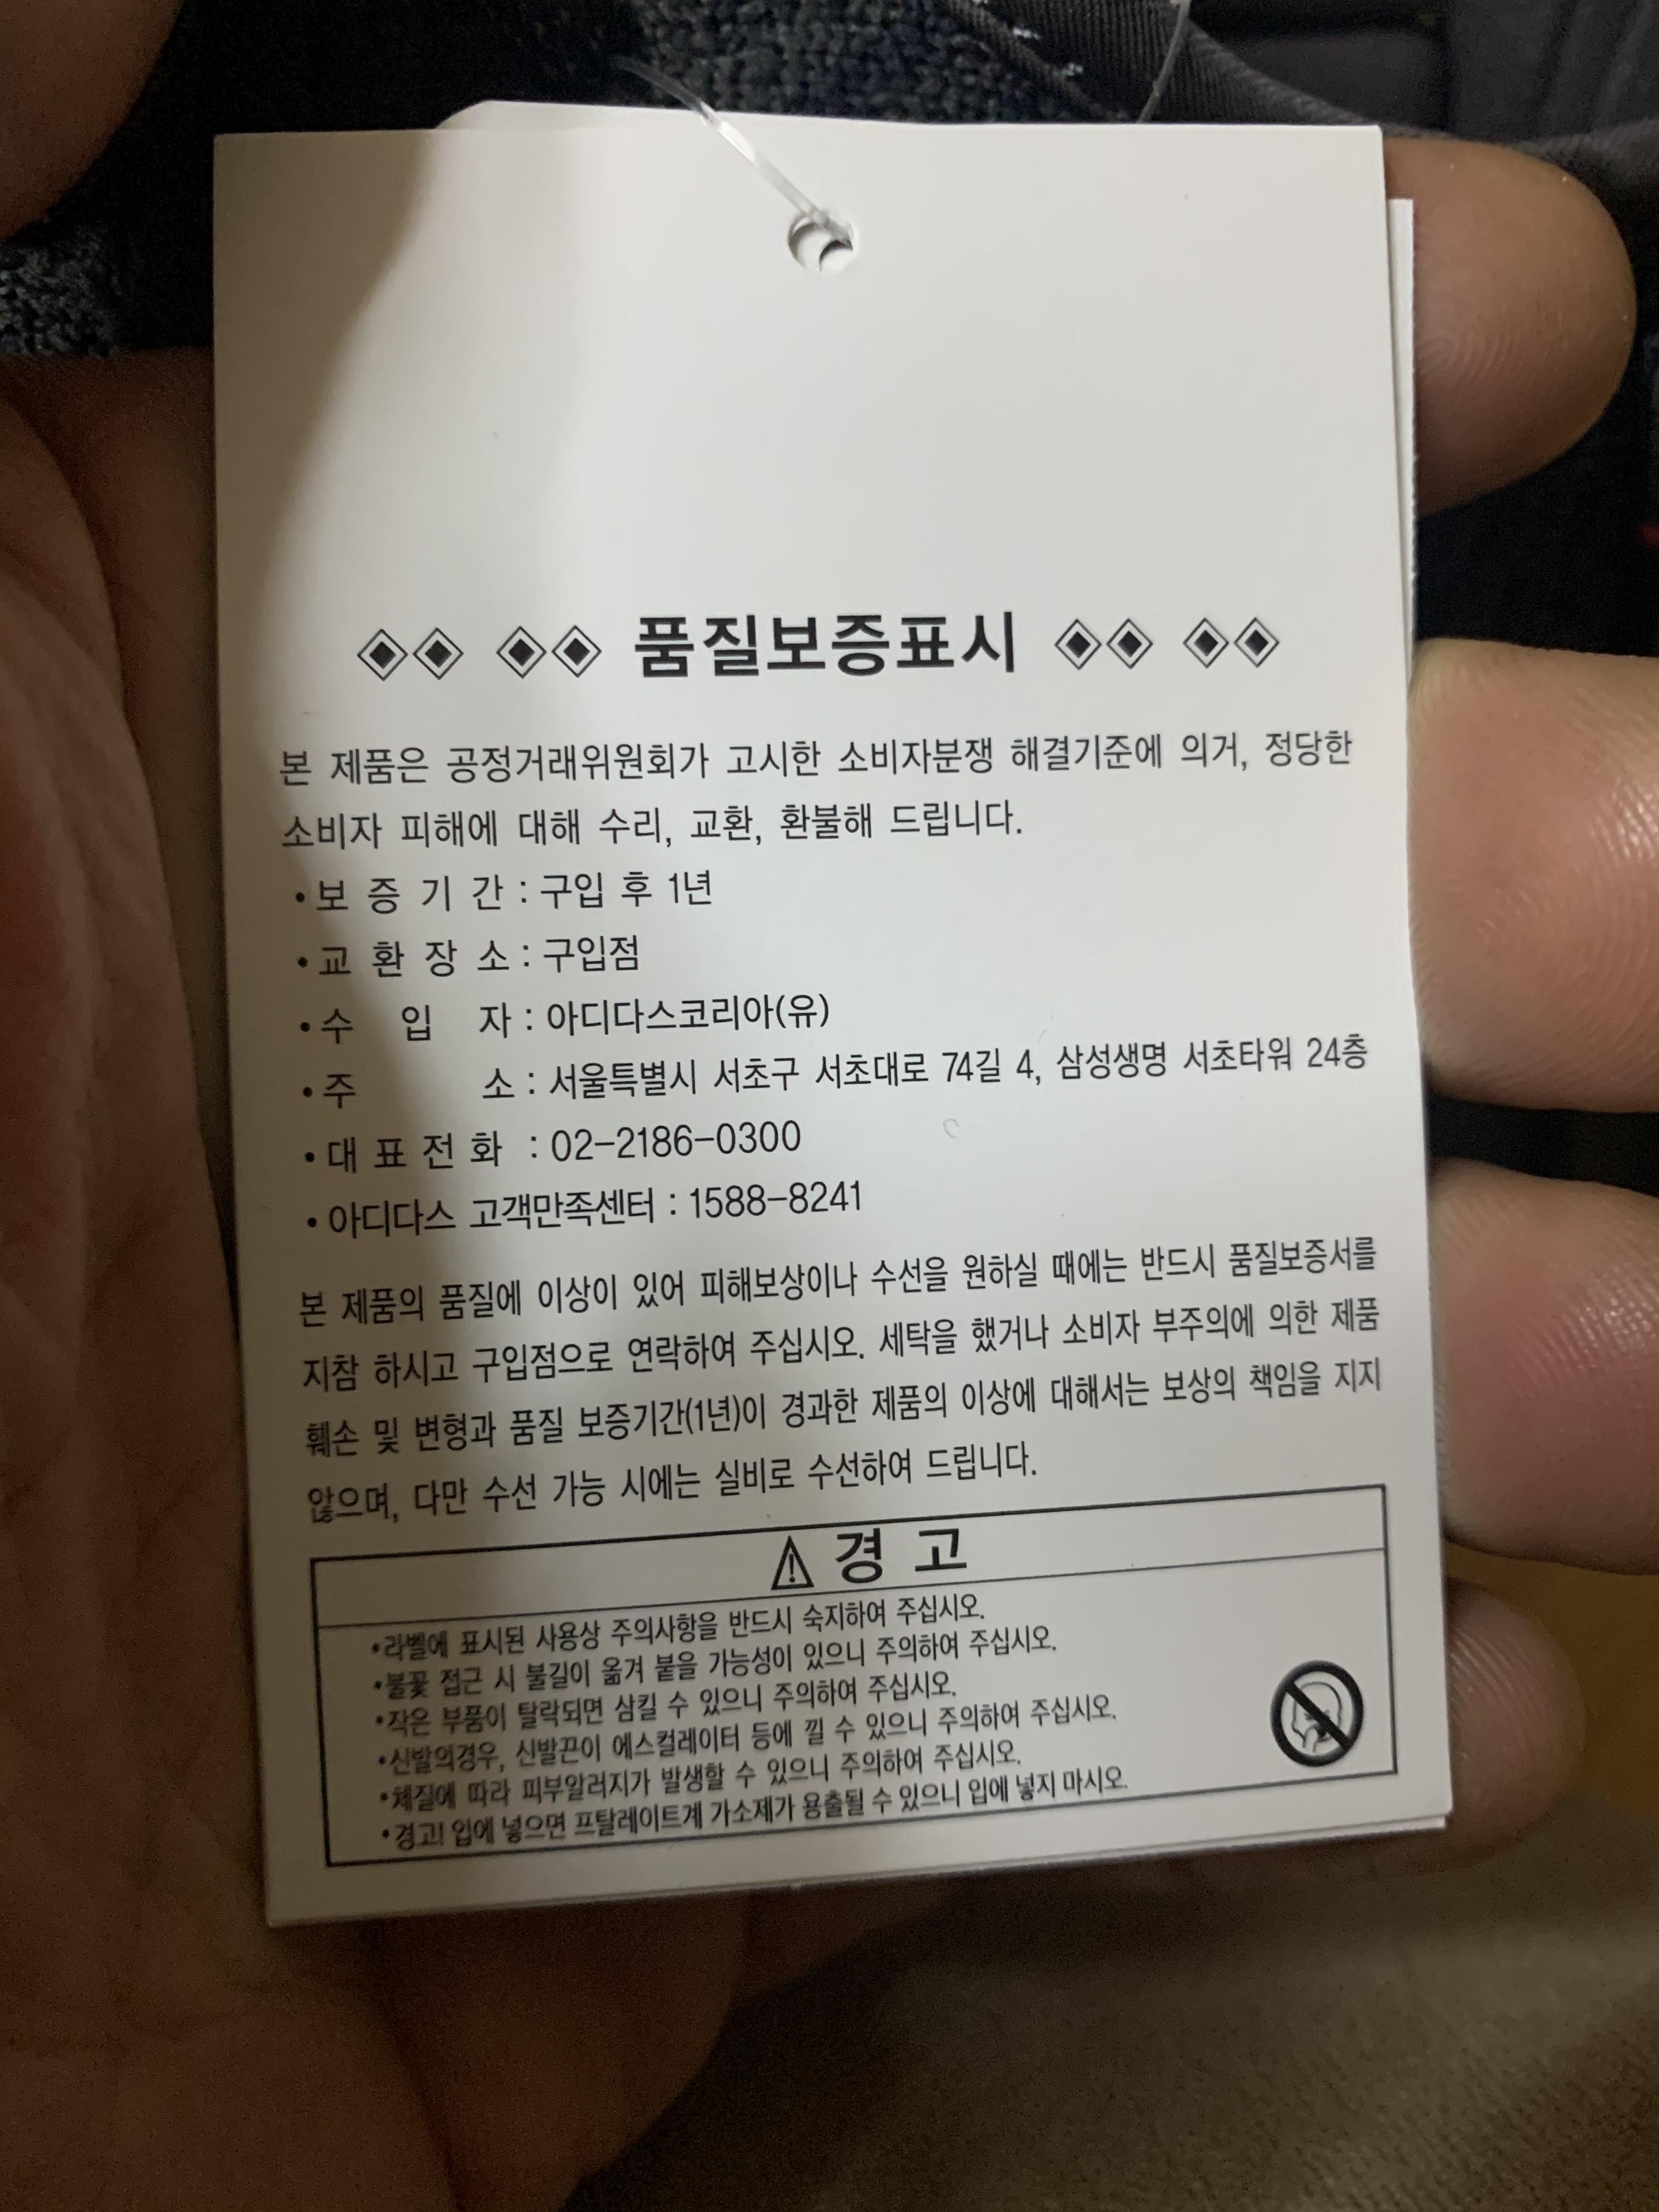 ◈◈ ◈◈ 품질보증표시 ◈◈ ◈◈
본 제품은 공정거래위원회가 고시한 소비자분쟁 해결기준에 의거, 정당한
소비자 피해에 대해 수리, 교환, 환불해 드립니다.
•보 증 기 간 : 구입 후 1년
•교 환 장 소 : 구입점
•수 입 자 : 아디다스코리아(유)
•주 소 : 서울특별시 서초구 서초대로 74길 4, 삼성생명 서초타워 24층
•대 표 전 화 : 02-2186-0300
•아디다스 고객만족센터 : 1588-8241
본 제품의 품질에 이상이 있어 피해보상이나 수선을 원하실 때에는 반드시 품질보증서를
지참 하시고 구입점으로 연락하여 주십시오. 세탁을 했거나 소비자 부주의에 의한 제품
훼손 및 변형과 품질 보증기간(1년)이 경과한 제품의 이상에 대해서는 보상의 책임을 지지
않으며, 다만 수선 가능 시에는 실비로 수선하여 드립니다.
⚠ 경 고
•라벨에 표시된 사용상 주의사항을 반드시 숙지하여 주십시오.
•불꽃 접근 시 불길이 옮겨 붙을 가능성이 있으니 주의하여 주십시오.
•작은 부품이 탈락되면 삼킬 수 있으니 주의하여 주십시오.
•신발의경우, 신발끈이 에스컬레이터 등에 낄 수 있으니 주의하여 주십시오.
•체질에 따라 피부알러지가 발생할 수 있으니 주의하여 주십시오.
•경고! 입에 넣으면 프탈레이트계 가소제가 용출될 수 있으니 입에 넣지 마시오.